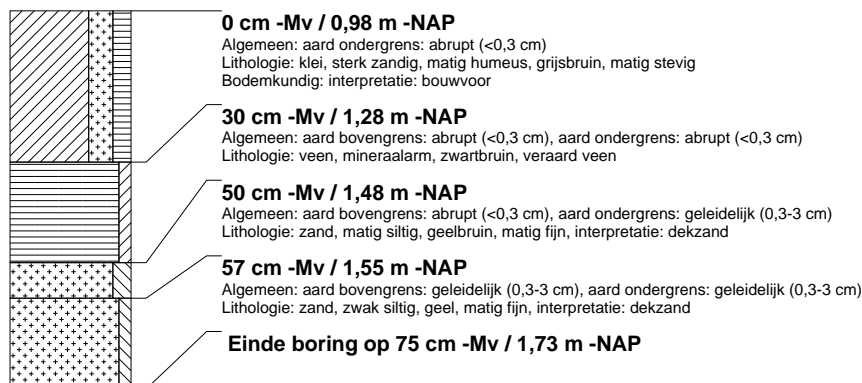 0 cm -Mv / 0,98 m -NAP
Algemeen: aard ondergrens: abrupt (<0,3 cm)
Lithologie: klei, sterk zandig, matig humeus, grijsbruin, matig stevig
Bodemkundig: interpretatie: bouwvoor
30 cm -Mv / 1,28 m -NAP
Algemeen: aard bovengrens: abrupt (<0,3 cm), aard ondergrens: abrupt (<0,3 cm)
Lithologie: veen, mineraalarm, zwartbruin, veraard veen
50 cm -Mv / 1,48 m -NAP
Algemeen: aard bovengrens: abrupt (<0,3 cm), aard ondergrens: geleidelijk (0,3-3 cm)
Lithologie: zand, matig siltig, geelbruin, matig fijn, interpretatie: dekzand
57 cm -Mv / 1,55 m -NAP
Algemeen: aard bovengrens: geleidelijk (0,3-3 cm), aard ondergrens: geleidelijk (0,3-3 cm)
Lithologie: zand, zwak siltig, geel, matig fijn, interpretatie: dekzand
Einde boring op 75 cm -Mv / 1,73 m -NAP